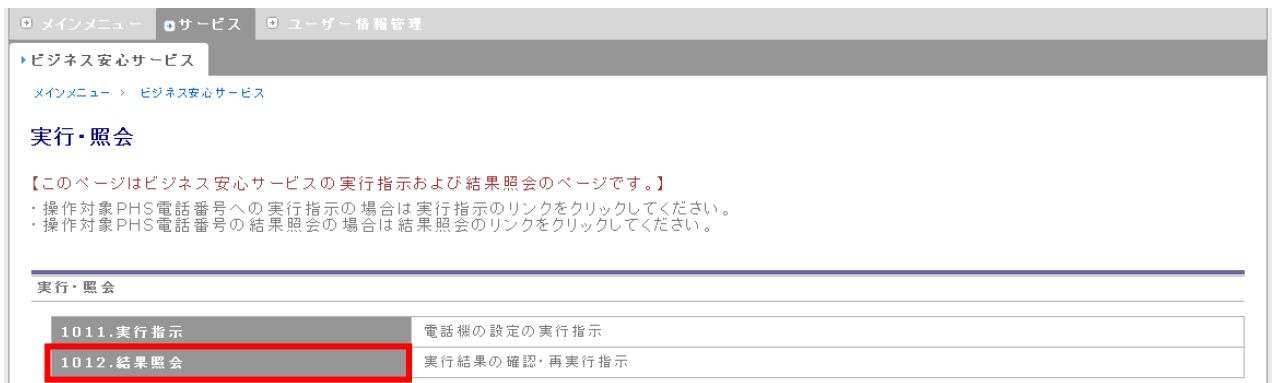 メインメニュー サービス ユーザー情報管理
ビジネス安心サービス
メインメニュー > ビジネス安心サービス
実行・照会
【このページはビジネス安心サービスの実行指示および結果照会のページです。】
・操作対象PHS電話番号への実行指示の場合は実行指示のリンクをクリックしてください。
・操作対象PHS電話番号の結果照会の場合は結果照会のリンクをクリックしてください。
実行・照会
1011.実行指示 電話機の設定の実行指示
1012.結果照会 実行結果の確認・再実行指示